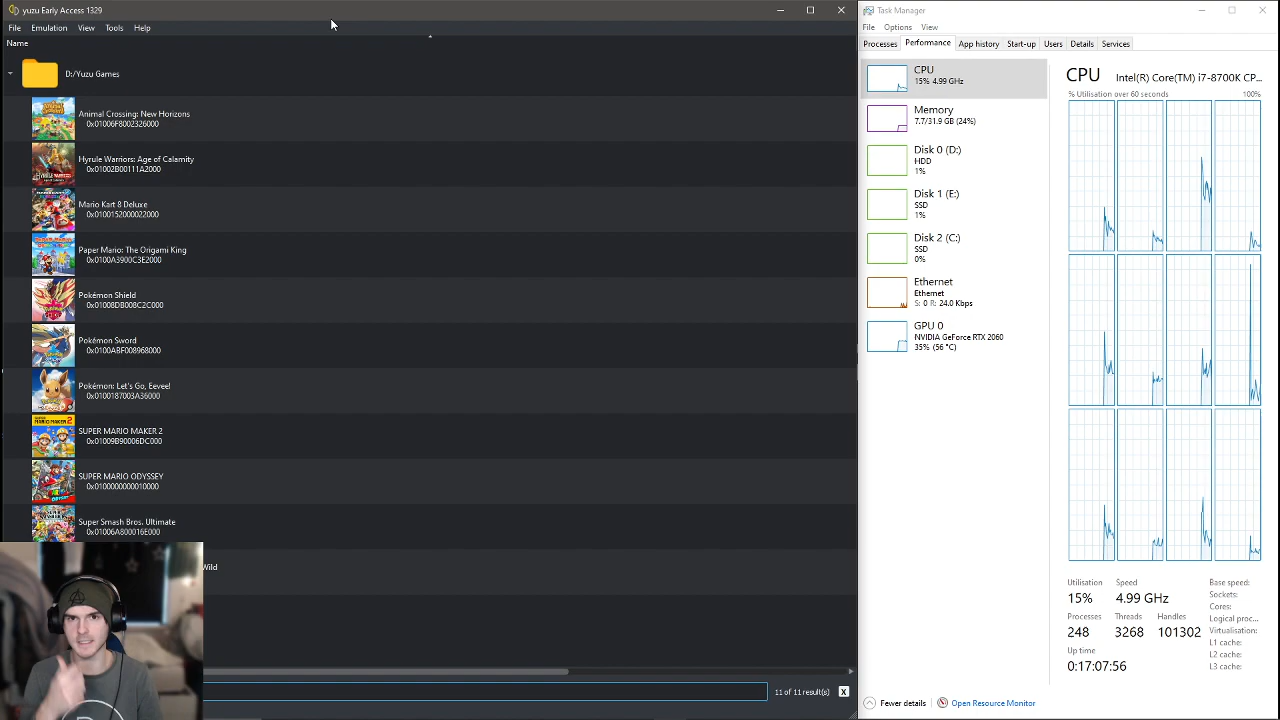 yuzu Early Access 1329
File Emulation View Tools Help
Name
D:/Yuzu Games
Animal Crossing: New Horizons
0x01006F8002326000
Hyrule Warriors: Age of Calamity
0x01002B00111A2000
Mario Kart 8 Deluxe
0x0100152000022000
Paper Mario: The Origami King
0x0100A3900C3E2000
Pokémon Shield
0x01008DB008C2C000
Pokémon Sword
0x0100ABF008968000
Pokémon: Let's Go, Eevee!
0x0100187003A36000
SUPER MARIO MAKER 2
0x01009B90006DC000
SUPER MARIO ODYSSEY
0x0100000000010000
Super Smash Bros. Ultimate
0x01006A800016E000
Wild
11 of 11 result(s) X
Task Manager
File Options View
Processes Performance App history Start-up Users Details Services
CPU
15% 4.99 GHz
Memory
7.7/31.9 GB (24%)
Disk 0 (D:)
HDD
1%
Disk 1 (E:)
SSD
1%
Disk 2 (C:)
SSD
0%
Ethernet
Ethernet
S: 0 R: 24.0 Kbps
GPU 0
NVIDIA GeForce RTX 2060
35% (56 °C)
CPU Intel(R) Core(TM) i7-8700K CP...
% Utilisation over 60 seconds 100%
Utilisation Speed
15% 4.99 GHz
Processes Threads Handles
248 3268 101302
Up time
0:17:07:56
Base speed:
Sockets:
Cores:
Logical proc...
Virtualisation:
L1 cache:
L2 cache:
L3 cache:
Fewer details Open Resource Monitor